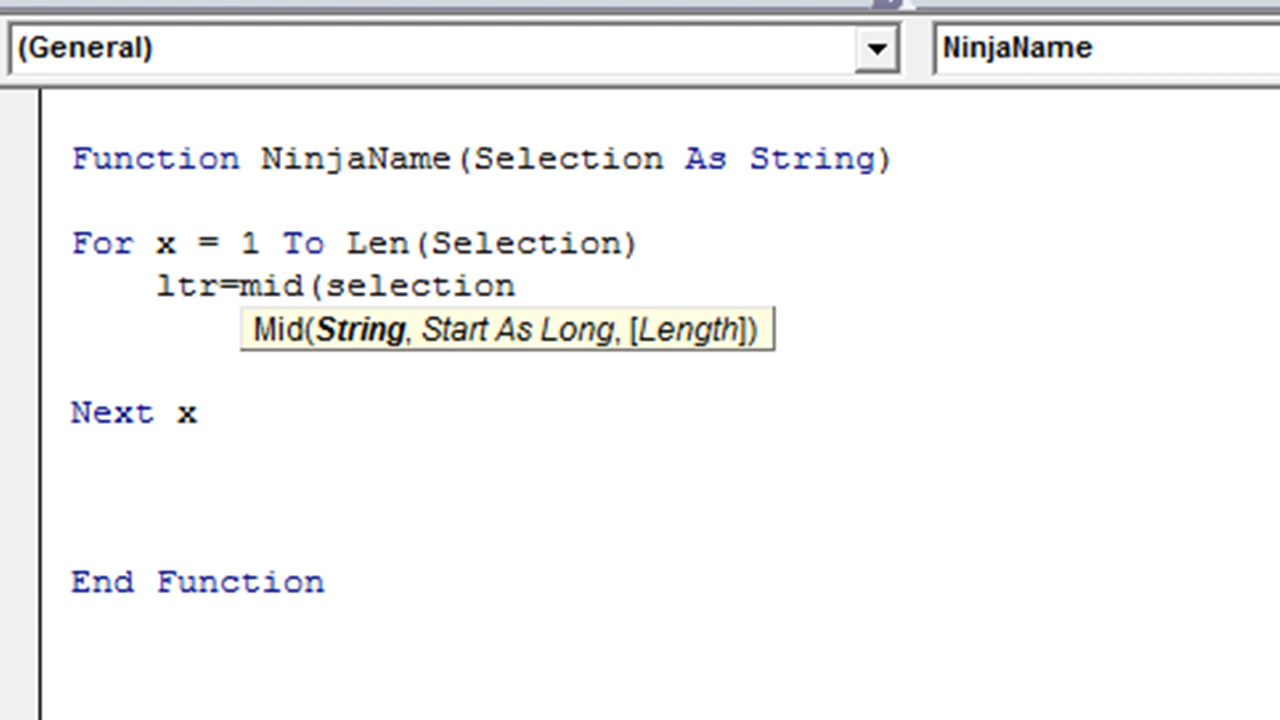 (General) NinjaName
Function NinjaName(Selection As String)
For x = 1 To Len(Selection)
ltr=mid(selection
Mid(String, Start As Long, [Length])
Next x
End Function